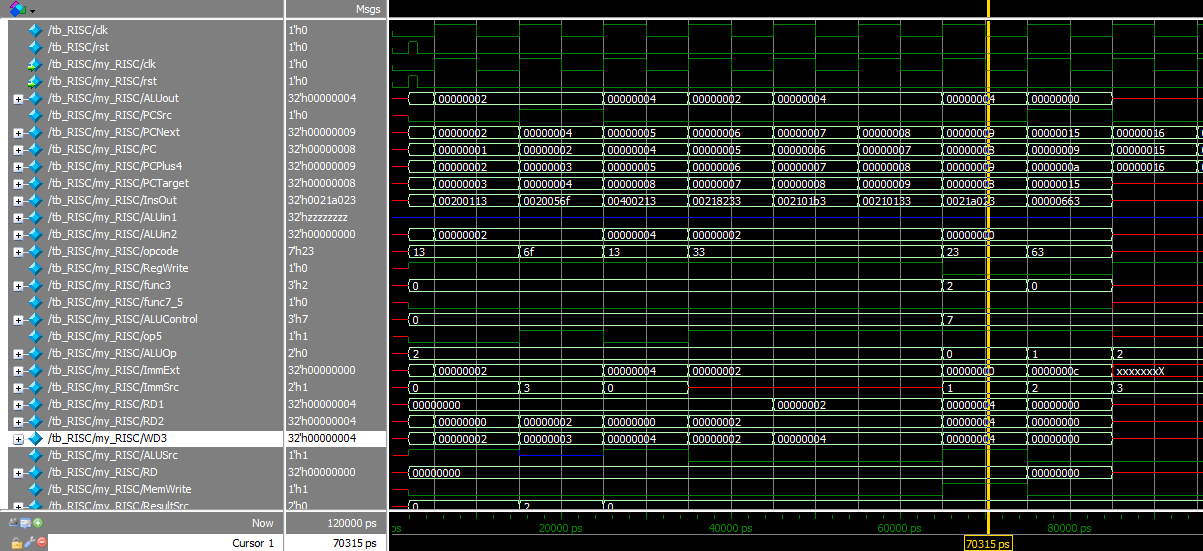 Msgs
/tb_RISC/clk 1'h0
/tb_RISC/rst 1'h0
/tb_RISC/my_RISC/clk 1'h0
/tb_RISC/my_RISC/rst 1'h0
/tb_RISC/my_RISC/ALUout 32'h00000004 00000002 00000004 00000002 00000004 00000004 00000000
/tb_RISC/my_RISC/PCSrc 1'h0
/tb_RISC/my_RISC/PCNext 32'h00000009 00000002 00000004 00000005 00000006 00000007 00000008 00000009 00000015 00000016
/tb_RISC/my_RISC/PC 32'h00000008 00000001 00000002 00000004 00000005 00000006 00000007 00000008 00000009 00000015
/tb_RISC/my_RISC/PCPlus4 32'h00000009 00000002 00000003 00000005 00000006 00000007 00000008 00000009 0000000a 00000016
/tb_RISC/my_RISC/PCTarget 32'h00000008 00000003 00000004 00000008 00000007 00000008 00000009 00000008 00000015
/tb_RISC/my_RISC/InsOut 32'h0021a023 00200113 0020056f 00400213 00218233 002101b3 00210133 0021a023 00000663
/tb_RISC/my_RISC/ALUin1 32'hzzzzzzzz
/tb_RISC/my_RISC/ALUin2 32'h00000000 00000002 00000004 00000002 00000000
/tb_RISC/my_RISC/opcode 7'h23 13 6f 13 33 23 63
/tb_RISC/my_RISC/RegWrite 1'h0
/tb_RISC/my_RISC/func3 3'h2 0 2 0
/tb_RISC/my_RISC/func7_5 1'h0
/tb_RISC/my_RISC/ALUControl 3'h7 0 7
/tb_RISC/my_RISC/op5 1'h1
/tb_RISC/my_RISC/ALUOp 2'h0 2 0 1 2
/tb_RISC/my_RISC/ImmExt 32'h00000000 00000002 00000004 00000002 00000000 0000000c xxxxxxxX
/tb_RISC/my_RISC/ImmSrc 2'h1 0 3 0 1 2 3
/tb_RISC/my_RISC/RD1 32'h00000004 00000000 00000002 00000004 00000000
/tb_RISC/my_RISC/RD2 32'h00000004 00000000 00000002 00000000 00000002 00000004 00000000
/tb_RISC/my_RISC/WD3 32'h00000004 00000002 00000003 00000004 00000002 00000004 00000004 00000000
/tb_RISC/my_RISC/ALUSrc 1'h1
/tb_RISC/my_RISC/RD 32'h00000000 00000000 00000000
/tb_RISC/my_RISC/MemWrite 1'h1
/tb_RISC/my_RISC/ResultSrc 2'h0 0 2 0
Now 120000 ps ps 20000 ps 40000 ps 60000 ps 80000 ps
Cursor 1 70315 ps 70315 ps